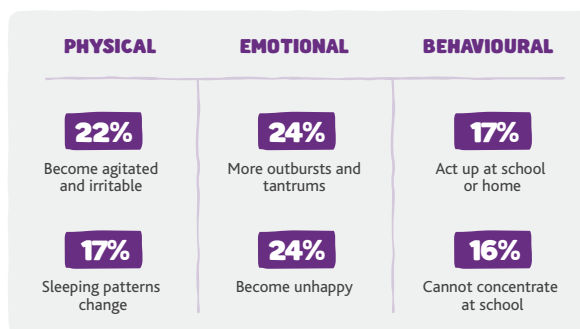 PHYSICAL
EMOTIONAL
BEHAVIOURAL
22%
Become agitated
and irritable
24%
More outbursts and
tantrums
17%
Act up at school
or home
17%
Sleeping patterns
change
24%
Become unhappy
16%
Cannot concentrate
at school